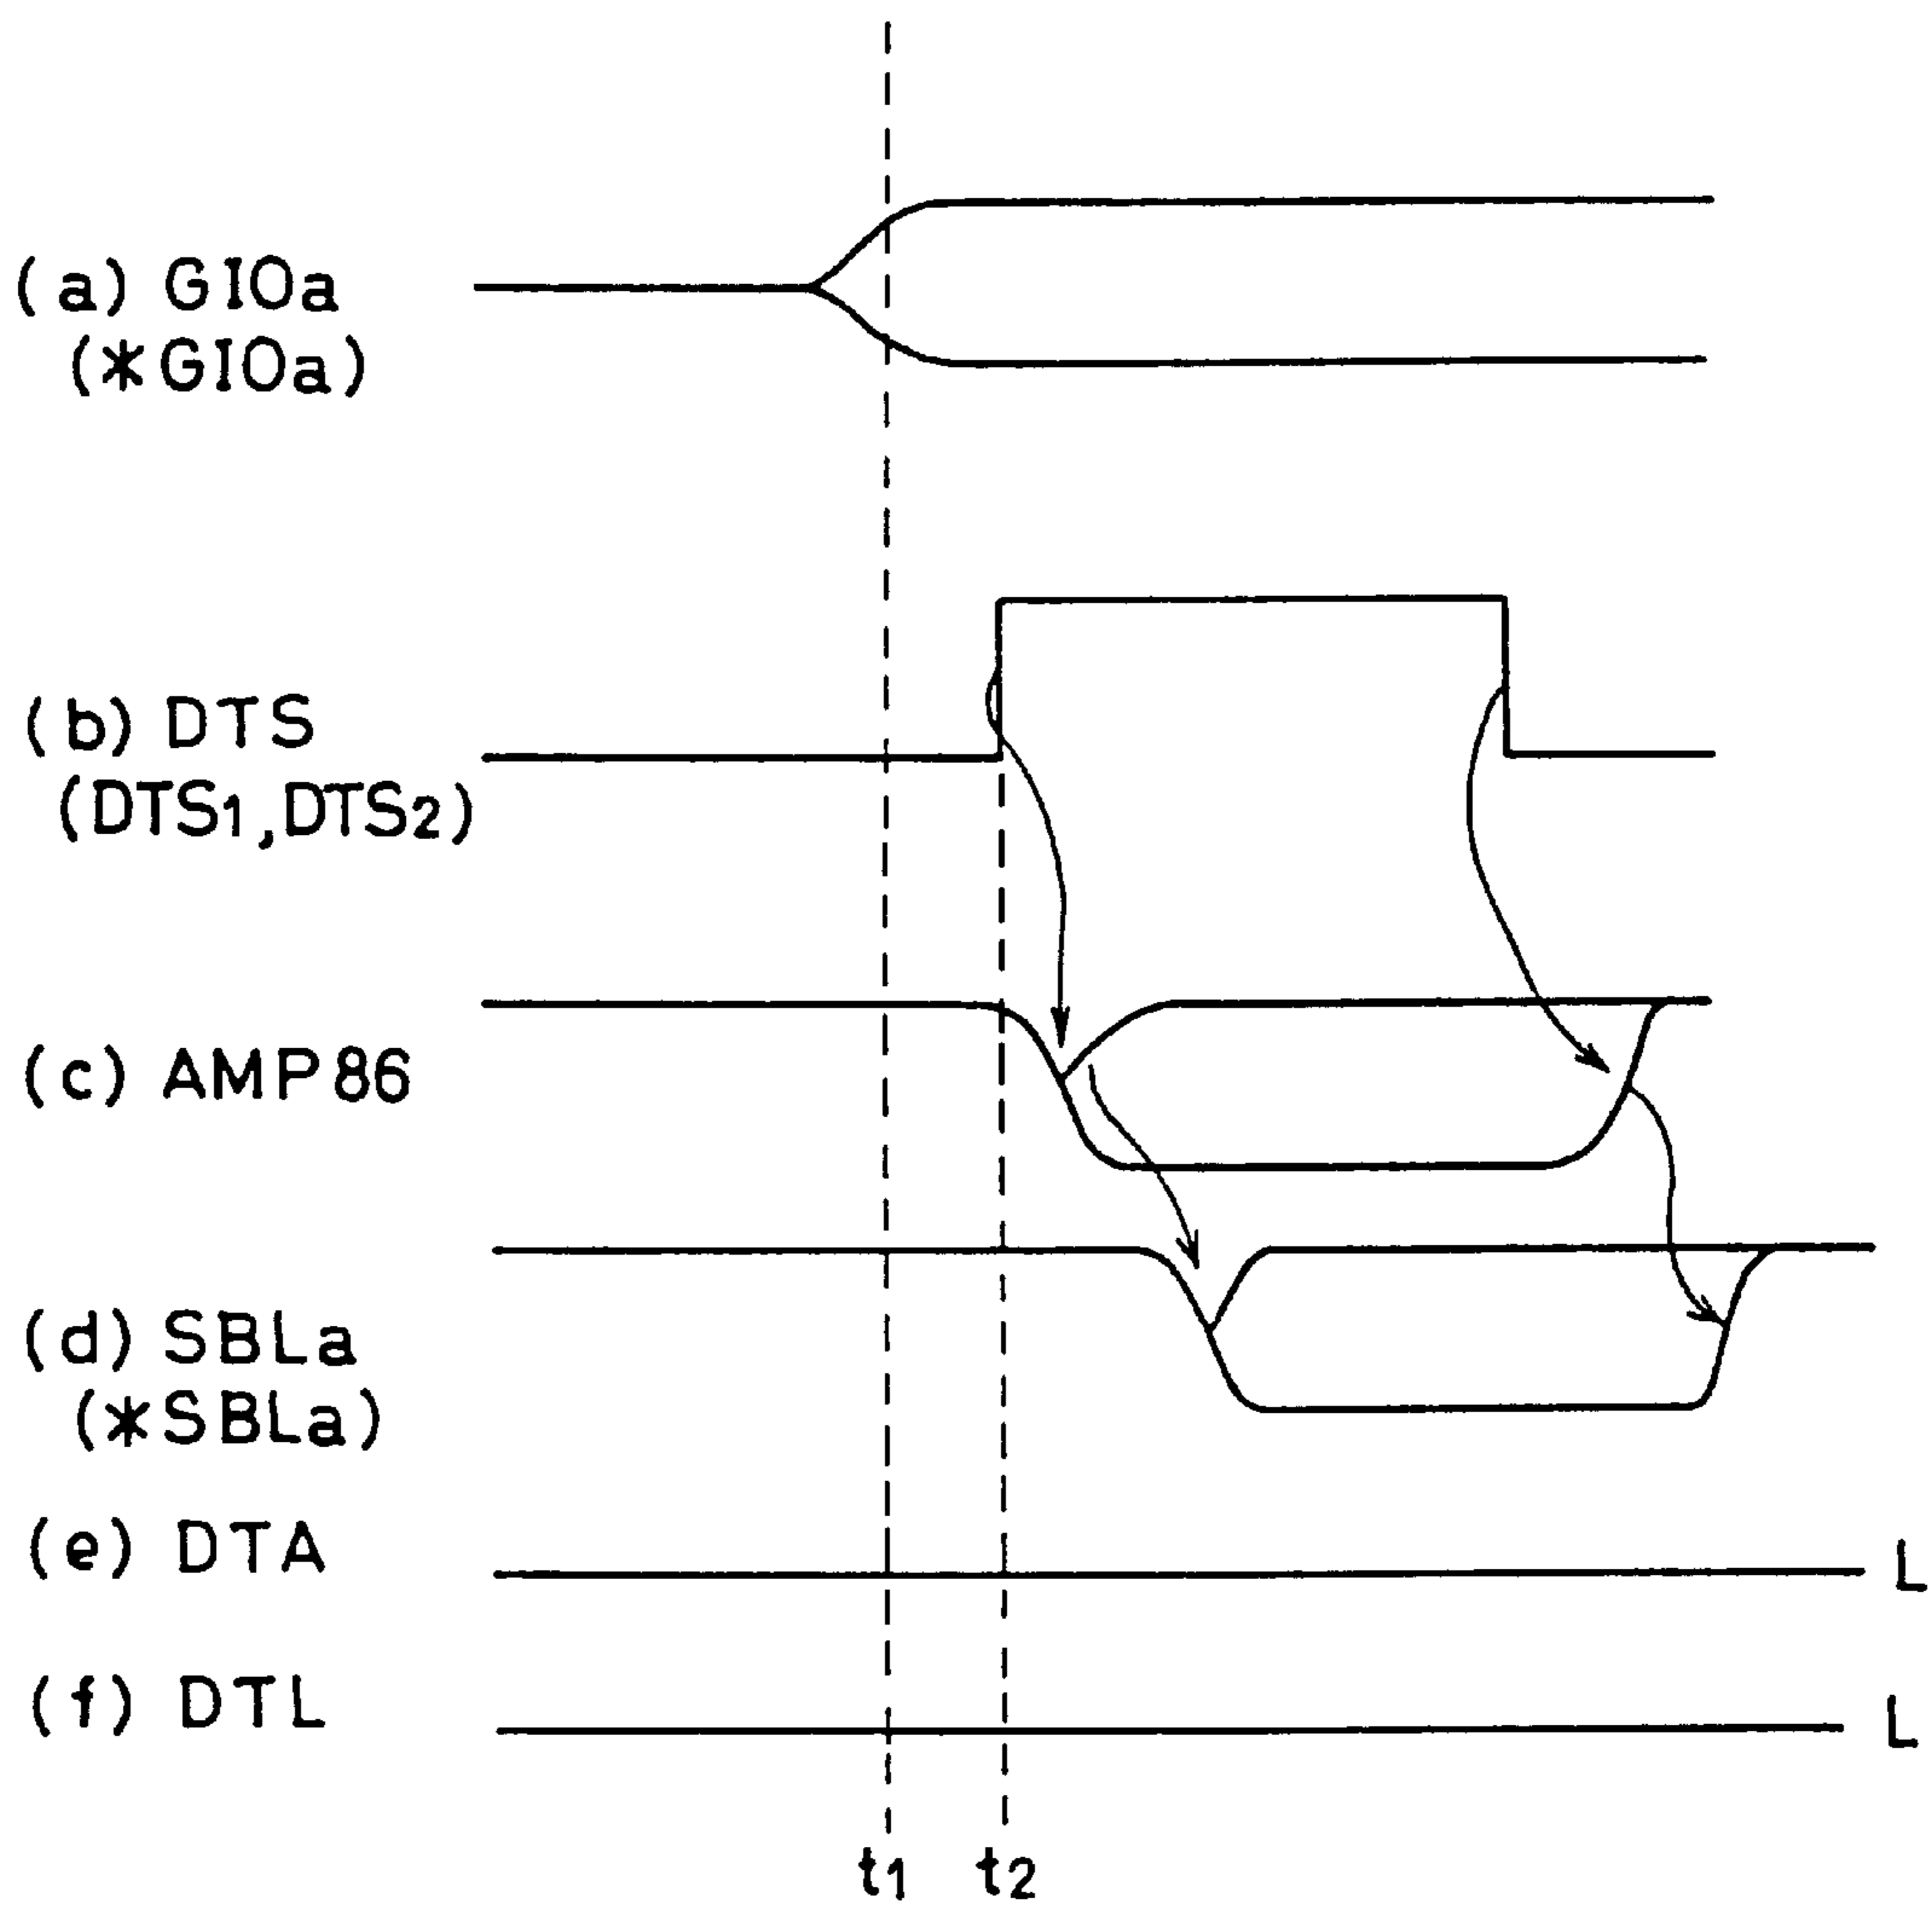 (a) GIOa
(*GIOa)
(b) DTS
(DTS1,DTS2)
(c) AMP86
(d) SBLa
(*SBLa)
(e) DTA
L
(f) DTL
L
t1 t2